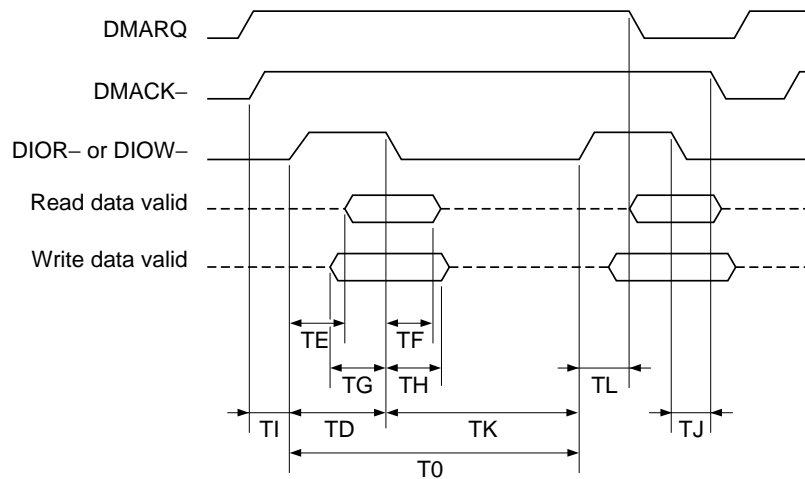 DMARQ
DMACK−
DIOR− or DIOW−
Read data valid
Write data valid
TE TF
TG TH TL
TI TD TK TJ
T0